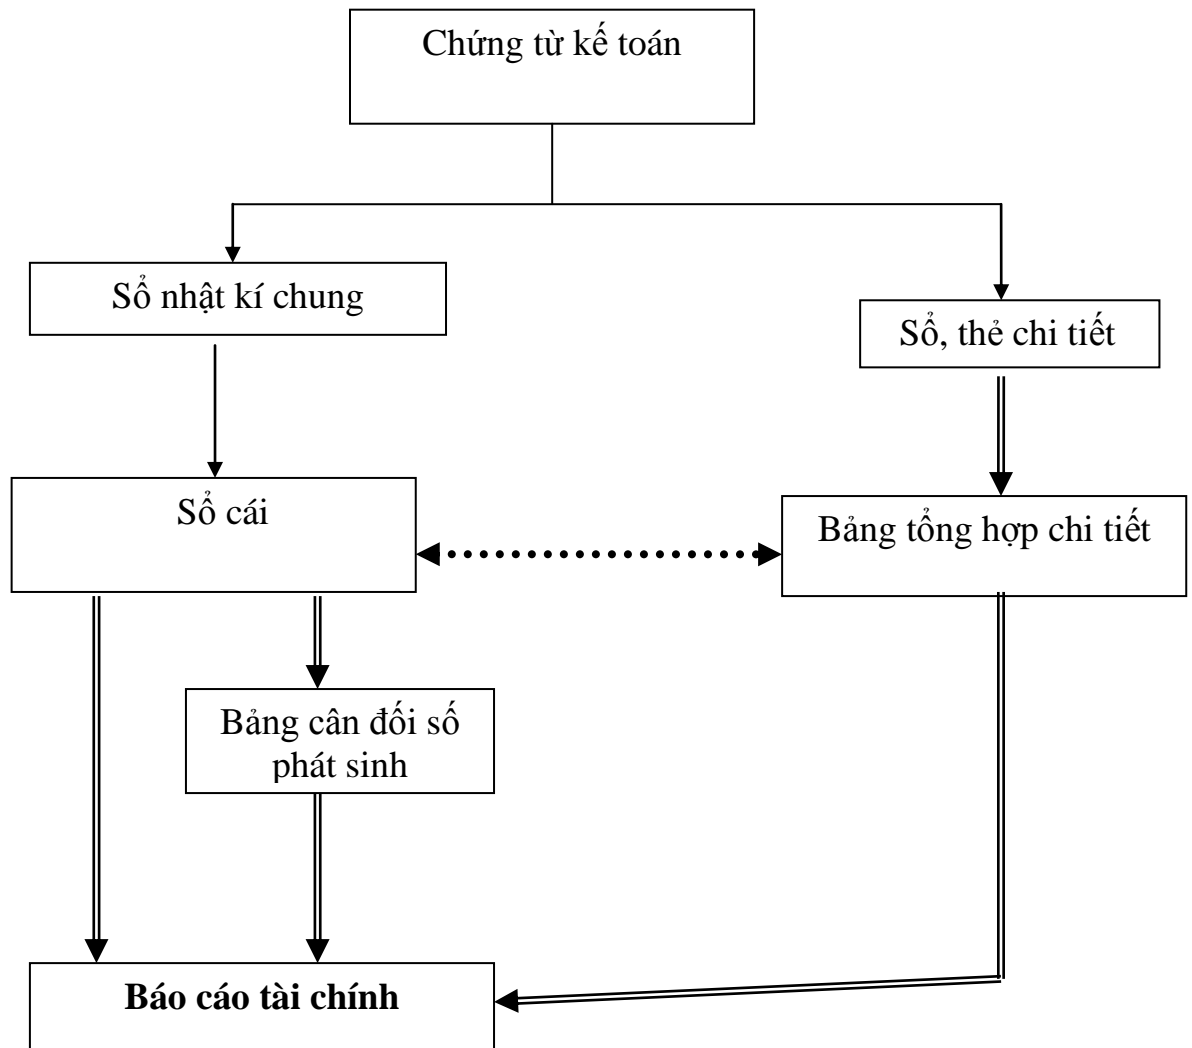 Chứng từ kế toán
Sổ nhật kí chung
Sổ, thẻ chi tiết
Sổ cái
Bảng tổng hợp chi tiết
Bảng cân đối số
phát sinh
Báo cáo tài chính